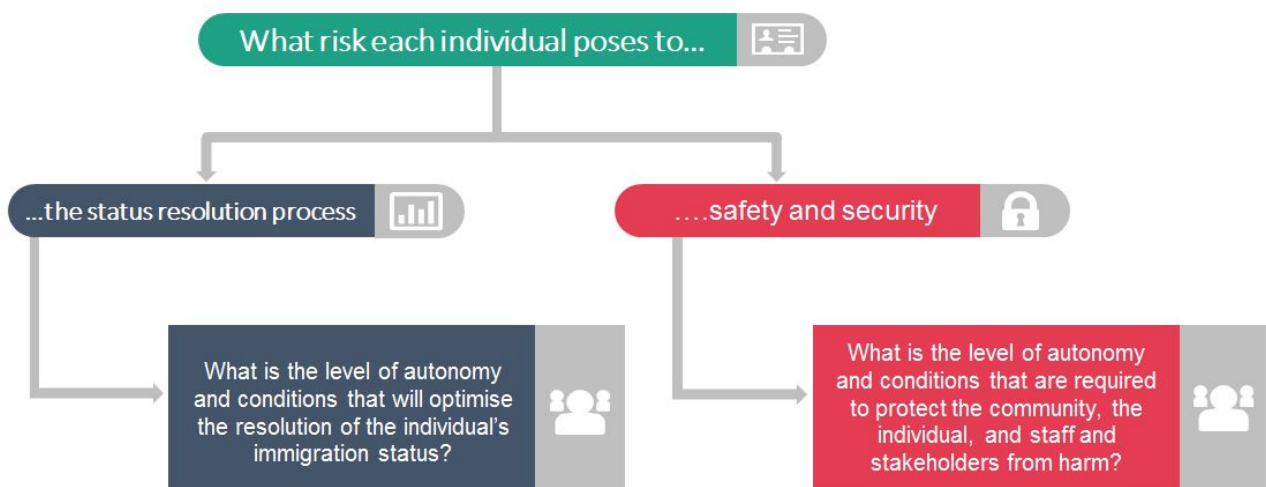 What risk each individual poses to...
...the status resolution process
....safety and security
What is the level of autonomy
and conditions that will optimise
the resolution of the individual's
immigration status?
What is the level of autonomy
and conditions that are required
to protect the community, the
individual, and staff and
stakeholders from harm?